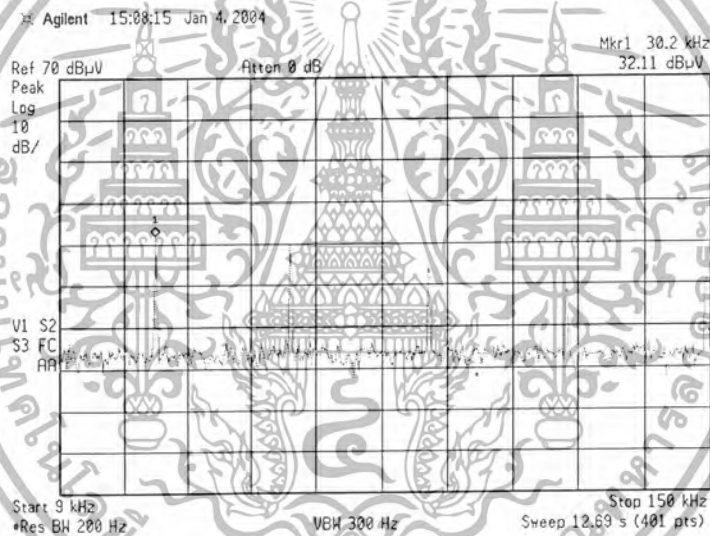 Agilent 15:08:15 Jan 4, 2004
Mkr1 30.2 kHz
Ref 70 dBµV Atten 0 dB 32.11 dBµV
Peak
Log
10
dB/
1
V1 S2
S3 FC
AA
Start 9 kHz Stop 150 kHz
*Res BW 200 Hz VBW 300 Hz Sweep 12.69 s (401 pts)